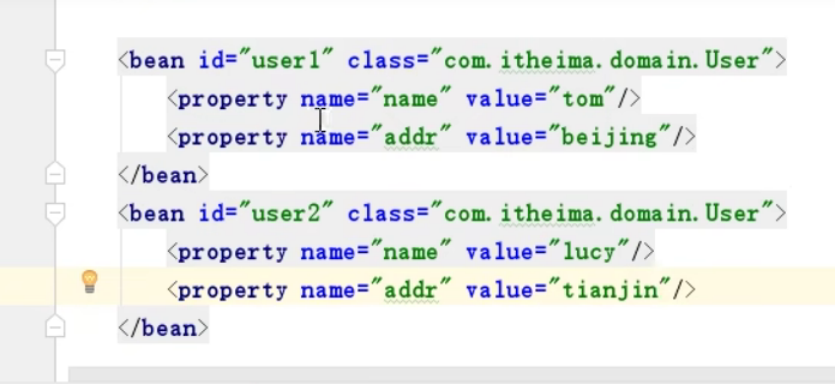 <bean id="user1" class="com.itheima.domain.User">
<property name="name" value="tom"/>
<property name="addr" value="beijing"/>
</bean>
<bean id="user2" class="com.itheima.domain.User">
<property name="name" value="lucy"/>
<property name="addr" value="tianjin"/>
</bean>